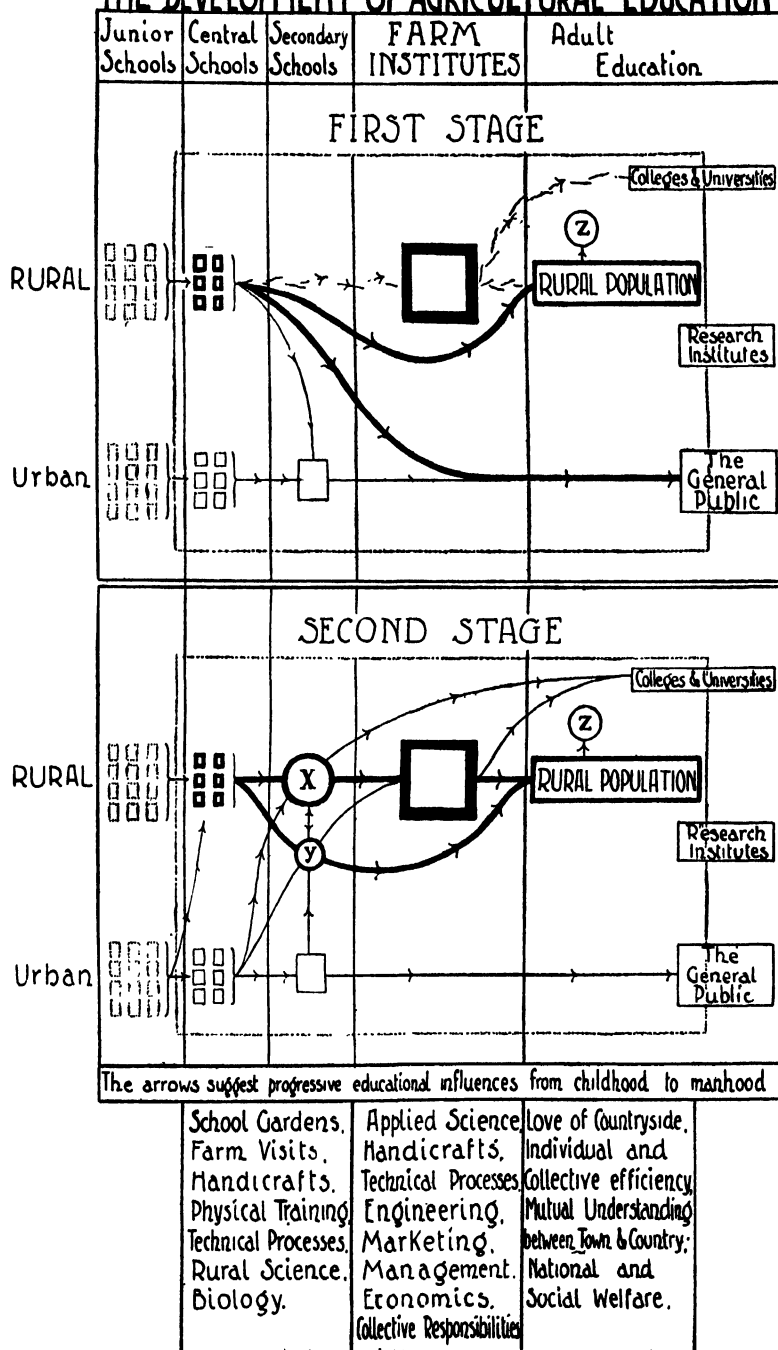 THE DEVELOPMENT OF AGRICULTURAL EDUCATION
Junior Schools
Central Schools
Secondary Schools
FARM INSTITUTES
Adult Education
FIRST STAGE
Colleges & Universities
Z
RURAL
RURAL POPULATION
Research
Institutes
Urban
The
General
Public
SECOND STAGE
Colleges & Universities
Z
RURAL
X
RURAL POPULATION
y
Research
Institutes
Urban
The
General
Public
The arrows suggest progressive educational influences from childhood to manhood
School Gardens,
Farm Visits,
Handicrafts,
Physical Training,
Technical Processes,
Rural Science,
Biology.
Applied Science,
Handicrafts,
Technical Processes,
Engineering,
Marketing,
Management,
Economics,
Collective Responsibilities
Love of Countryside,
Individual and
Collective efficiency,
Mutual Understanding
between Town & Country;
National and
Social Welfare.